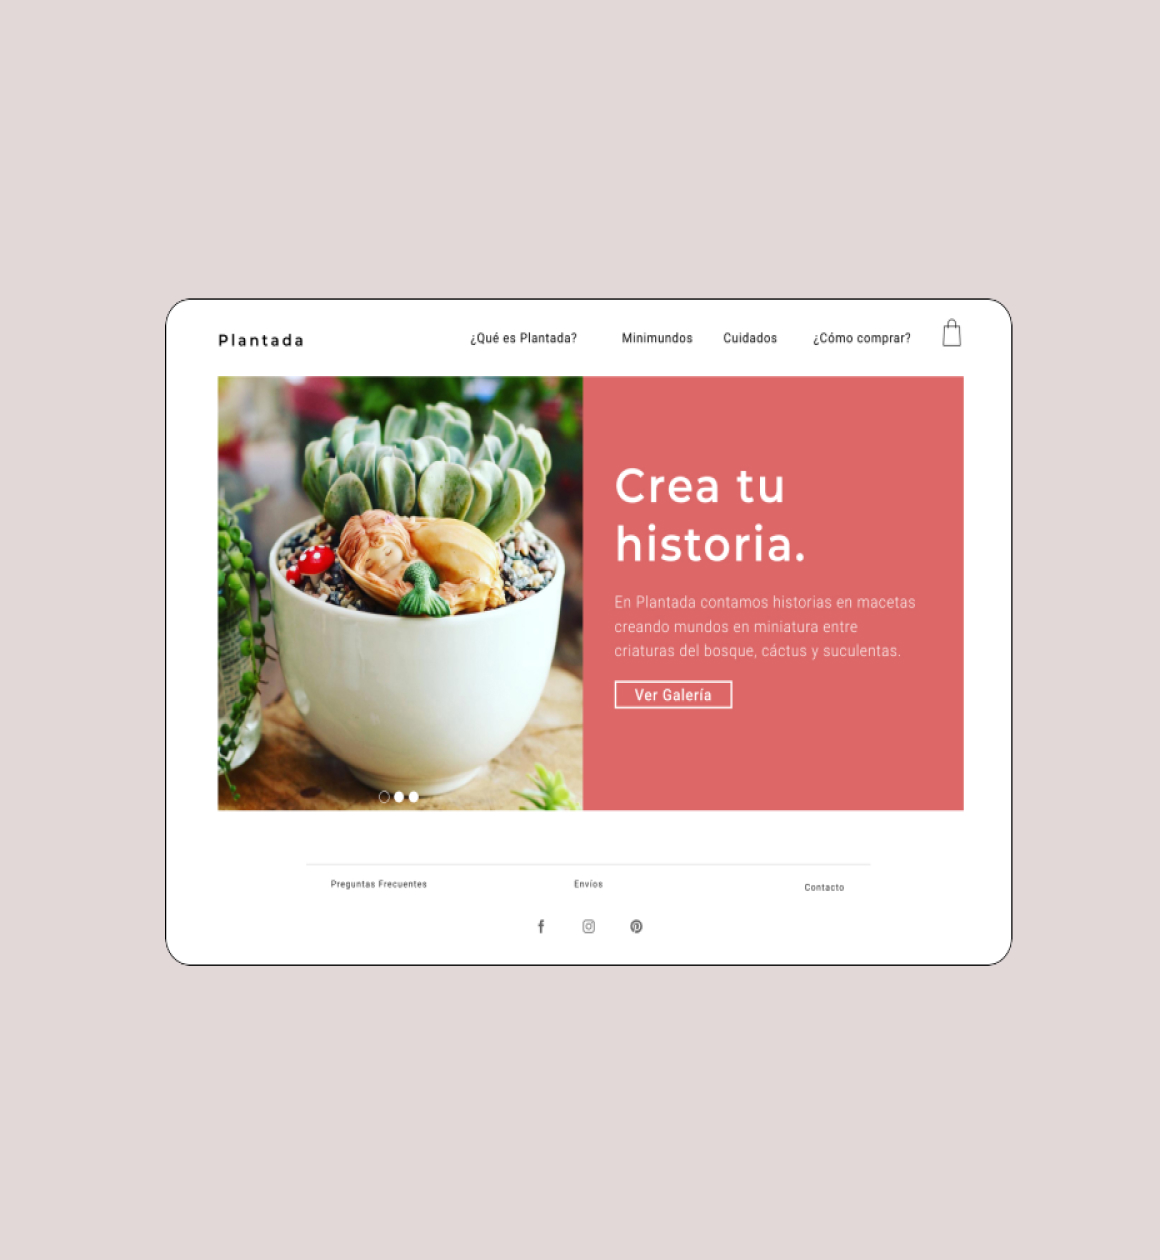 Plantada
¿Qué es Plantada?
Minimundos
Cuidados
¿Cómo comprar?
Crea tu
historia.
En Plantada contamos historias en macetas
creando mundos en miniatura entre
criaturas del bosque, cáctus y suculentas.
Ver Galería
Preguntas Frecuentes
Envíos
Contacto